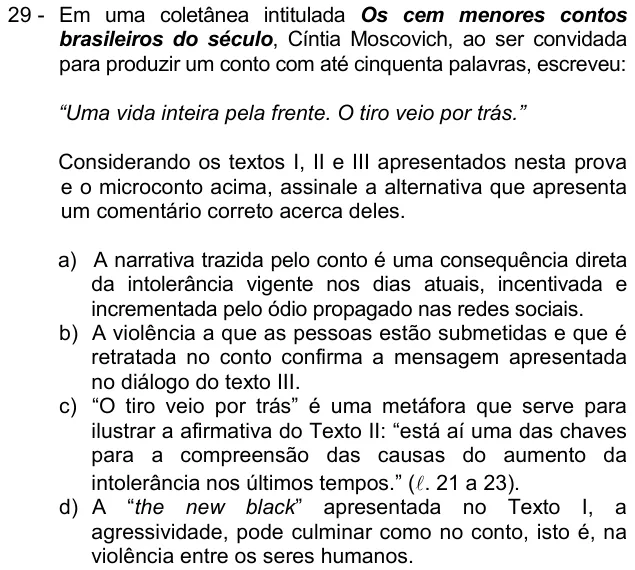 29 - Em uma coletânea intitulada Os cem menores contos
brasileiros do século, Cíntia Moscovich, ao ser convidada
para produzir um conto com até cinquenta palavras, escreveu:
“Uma vida inteira pela frente. O tiro veio por trás.”
Considerando os textos I, II e III apresentados nesta prova
e o microconto acima, assinale a alternativa que apresenta
um comentário correto acerca deles.
a) A narrativa trazida pelo conto é uma consequência direta
da intolerância vigente nos dias atuais, incentivada e
incrementada pelo ódio propagado nas redes sociais.
b) A violência a que as pessoas estão submetidas e que é
retratada no conto confirma a mensagem apresentada
no diálogo do texto III.
c) “O tiro veio por trás” é uma metáfora que serve para
ilustrar a afirmativa do Texto II: “está aí uma das chaves
para a compreensão das causas do aumento da
intolerância nos últimos tempos.” (ℓ. 21 a 23).
d) A “the new black” apresentada no Texto I, a
agressividade, pode culminar como no conto, isto é, na
violência entre os seres humanos.